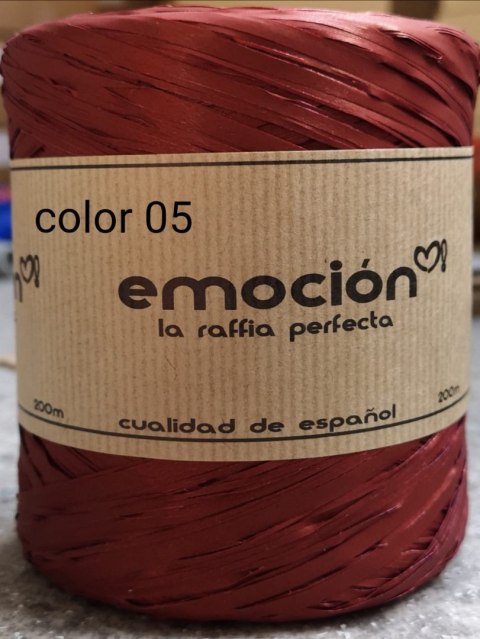 color 05
emoción
la raffia perfecta
200m
200m
cualidad de español